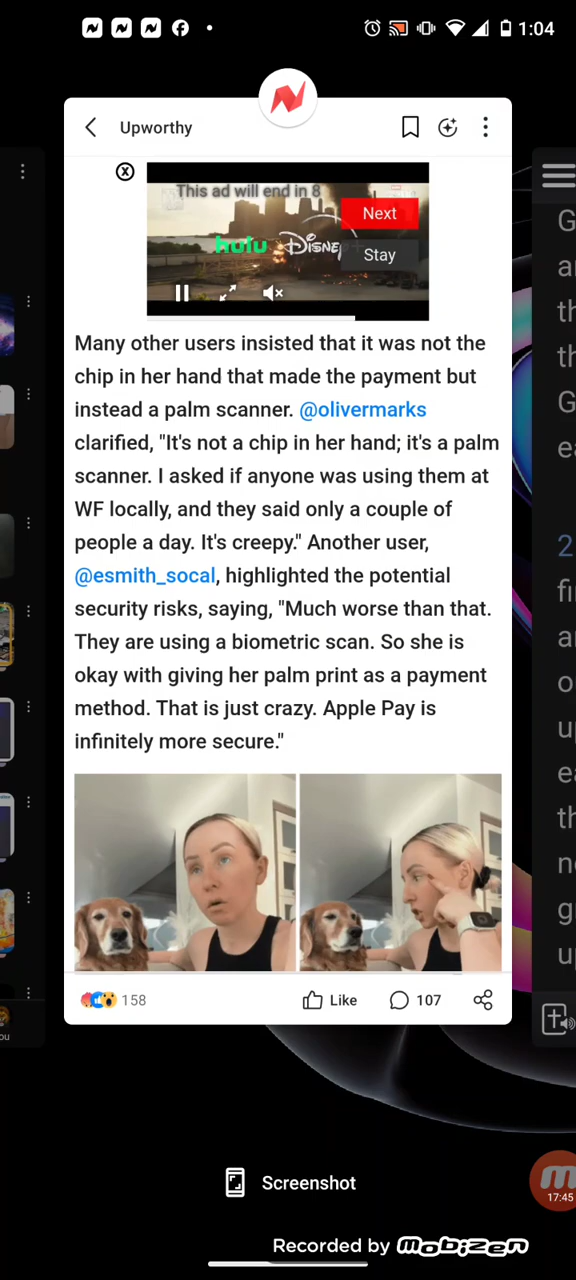 1:04
Upworthy
This ad will end in 8
Next
hulu Disney
Stay
Many other users insisted that it was not the
chip in her hand that made the payment but
instead a palm scanner. @olivermarks
clarified, "It's not a chip in her hand; it's a palm
scanner. I asked if anyone was using them at
WF locally, and they said only a couple of
people a day. It's creepy." Another user,
@esmith_socal, highlighted the potential
security risks, saying, "Much worse than that.
They are using a biometric scan. So she is
okay with giving her palm print as a payment
method. That is just crazy. Apple Pay is
infinitely more secure."
158
Like
107
Screenshot
17:45
Recorded by mobizen